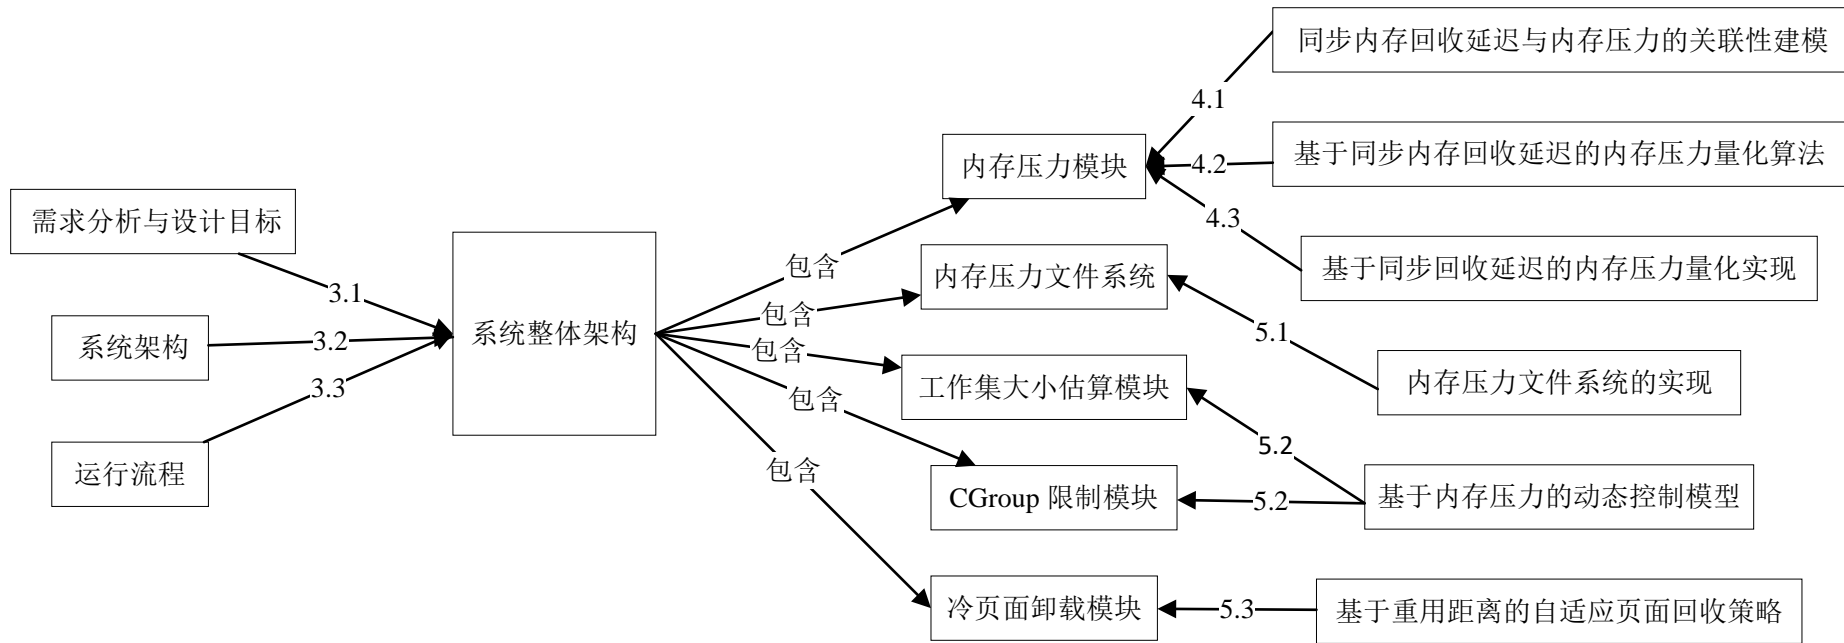 同步内存回收延迟与内存压力的关联性建模
4.1
内存压力模块
4.2
基于同步内存回收延迟的内存压力量化算法
需求分析与设计目标
4.3
包含
内存压力文件系统
基于同步回收延迟的内存压力量化实现
3.1
包含
5.1
系统架构
3.2
系统整体架构
包含
工作集大小估算模块
内存压力文件系统的实现
3.3
包含
5.2
运行流程
包含
CGroup 限制模块
5.2
基于内存压力的动态控制模型
冷页面卸载模块
5.3
基于重用距离的自适应页面回收策略